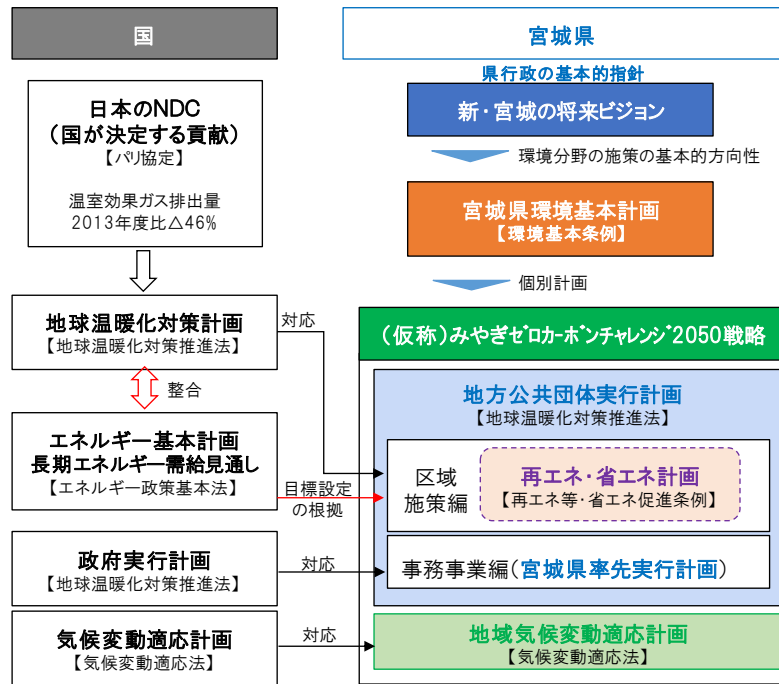 国
日本のNDC
（国が決定する貢献）
【パリ協定】
温室効果ガス排出量
2013年度比△46%
地球温暖化対策計画
【地球温暖化対策推進法】
整合
エネルギー基本計画
長期エネルギー需給見通し
【エネルギー政策基本法】
政府実行計画
【地球温暖化対策推進法】
気候変動適応計画
【気候変動適応法】
対応
目標設定
の根拠
対応
対応
宮城県
県行政の基本的指針
新・宮城の将来ビジョン
環境分野の施策の基本的方向性
宮城県環境基本計画
【環境基本条例】
個別計画
（仮称）みやぎｾﾞﾛｶｰﾎﾞﾝﾁｬﾚﾝｼﾞ2050戦略
地方公共団体実行計画
【地球温暖化対策推進法】
区域
施策編
再エネ・省エネ計画
【再エネ等・省エネ促進条例】
事務事業編（宮城県率先実行計画）
地域気候変動適応計画
【気候変動適応法】